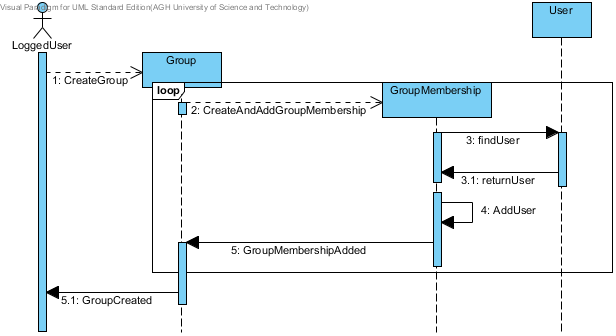 Visual Paradigm for UML Standard Edition(AGH University of Science and Technology)
User
LoggedUser
Group
1: CreateGroup
loop
GroupMembership
2: CreateAndAddGroupMembership
3: findUser
3.1: returnUser
4: AddUser
5: GroupMembershipAdded
5.1: GroupCreated